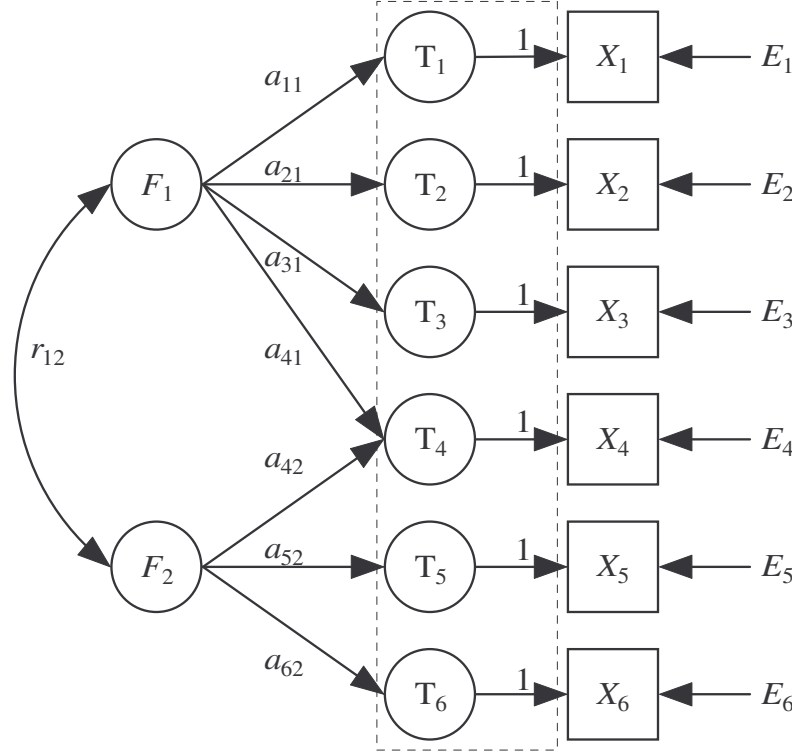 T₁ 1 X₁ E₁
a₁₁
F₁ a₂₁ T₂ 1 X₂ E₂
a₃₁
T₃ 1 X₃ E₃
r₁₂ a₄₁
T₄ 1 X₄ E₄
a₄₂
F₂ a₅₂ T₅ 1 X₅ E₅
a₆₂
T₆ 1 X₆ E₆